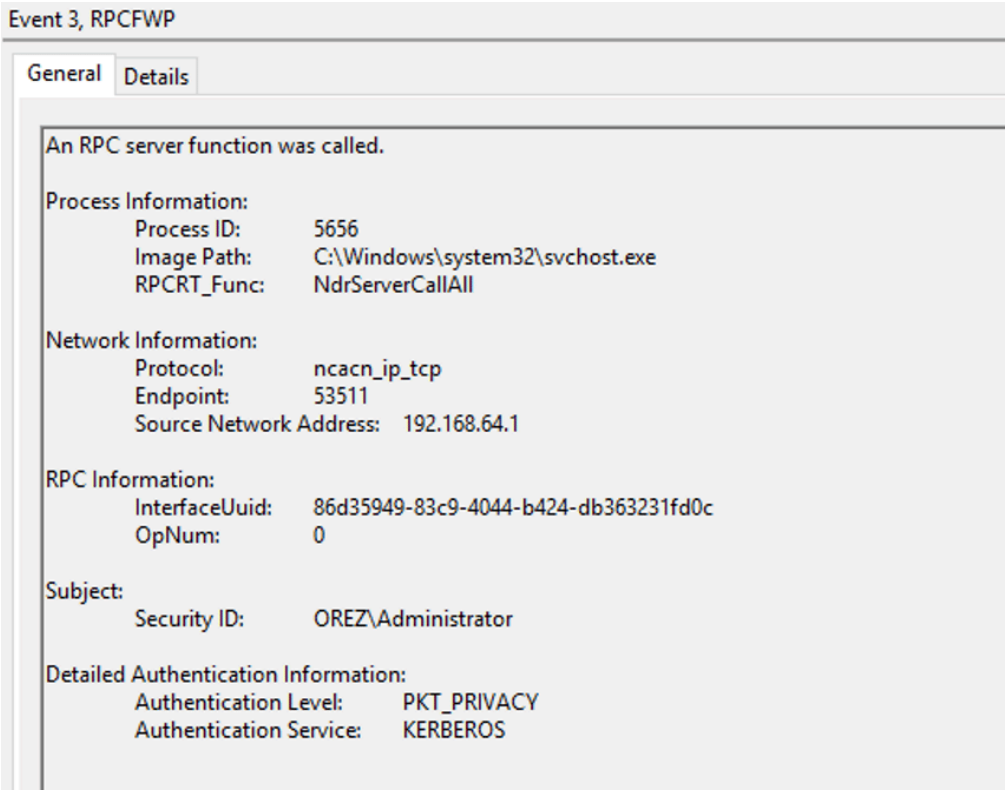 Event 3, RPCFWP
General Details
An RPC server function was called.
Process Information:
Process ID: 5656
Image Path: C:\Windows\system32\svchost.exe
RPCRT_Func: NdrServerCallAll
Network Information:
Protocol: ncacn_ip_tcp
Endpoint: 53511
Source Network Address: 192.168.64.1
RPC Information:
InterfaceUuid: 86d35949-83c9-4044-b424-db363231fd0c
OpNum: 0
Subject:
Security ID: OREZ\Administrator
Detailed Authentication Information:
Authentication Level: PKT_PRIVACY
Authentication Service: KERBEROS